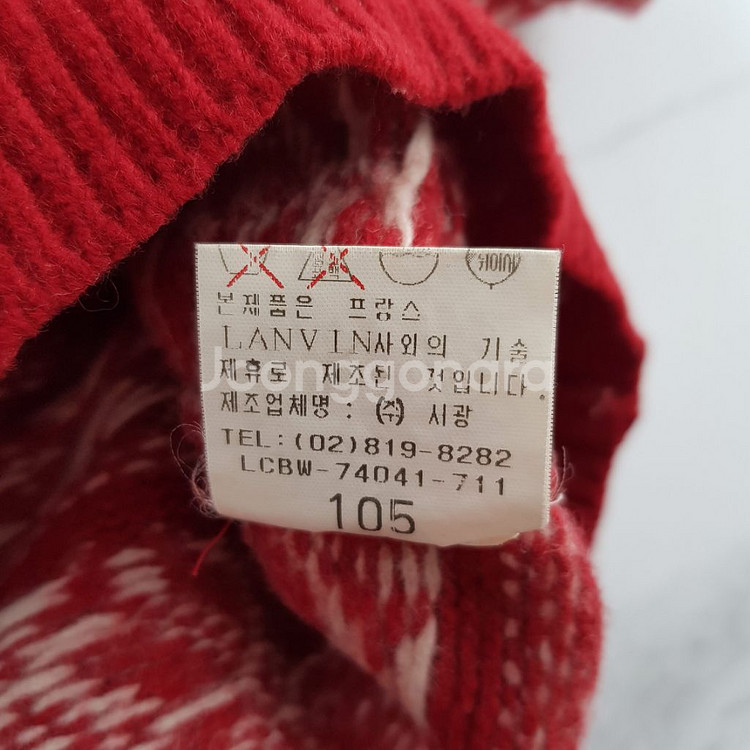 본제품은 프랑스
LANVIN사와의 기술
제휴로 제조된 것입니다.
제조업체명 : (주) 시광
TEL:(02)819-8282
LCBW-74041-711
105
Joonggonara